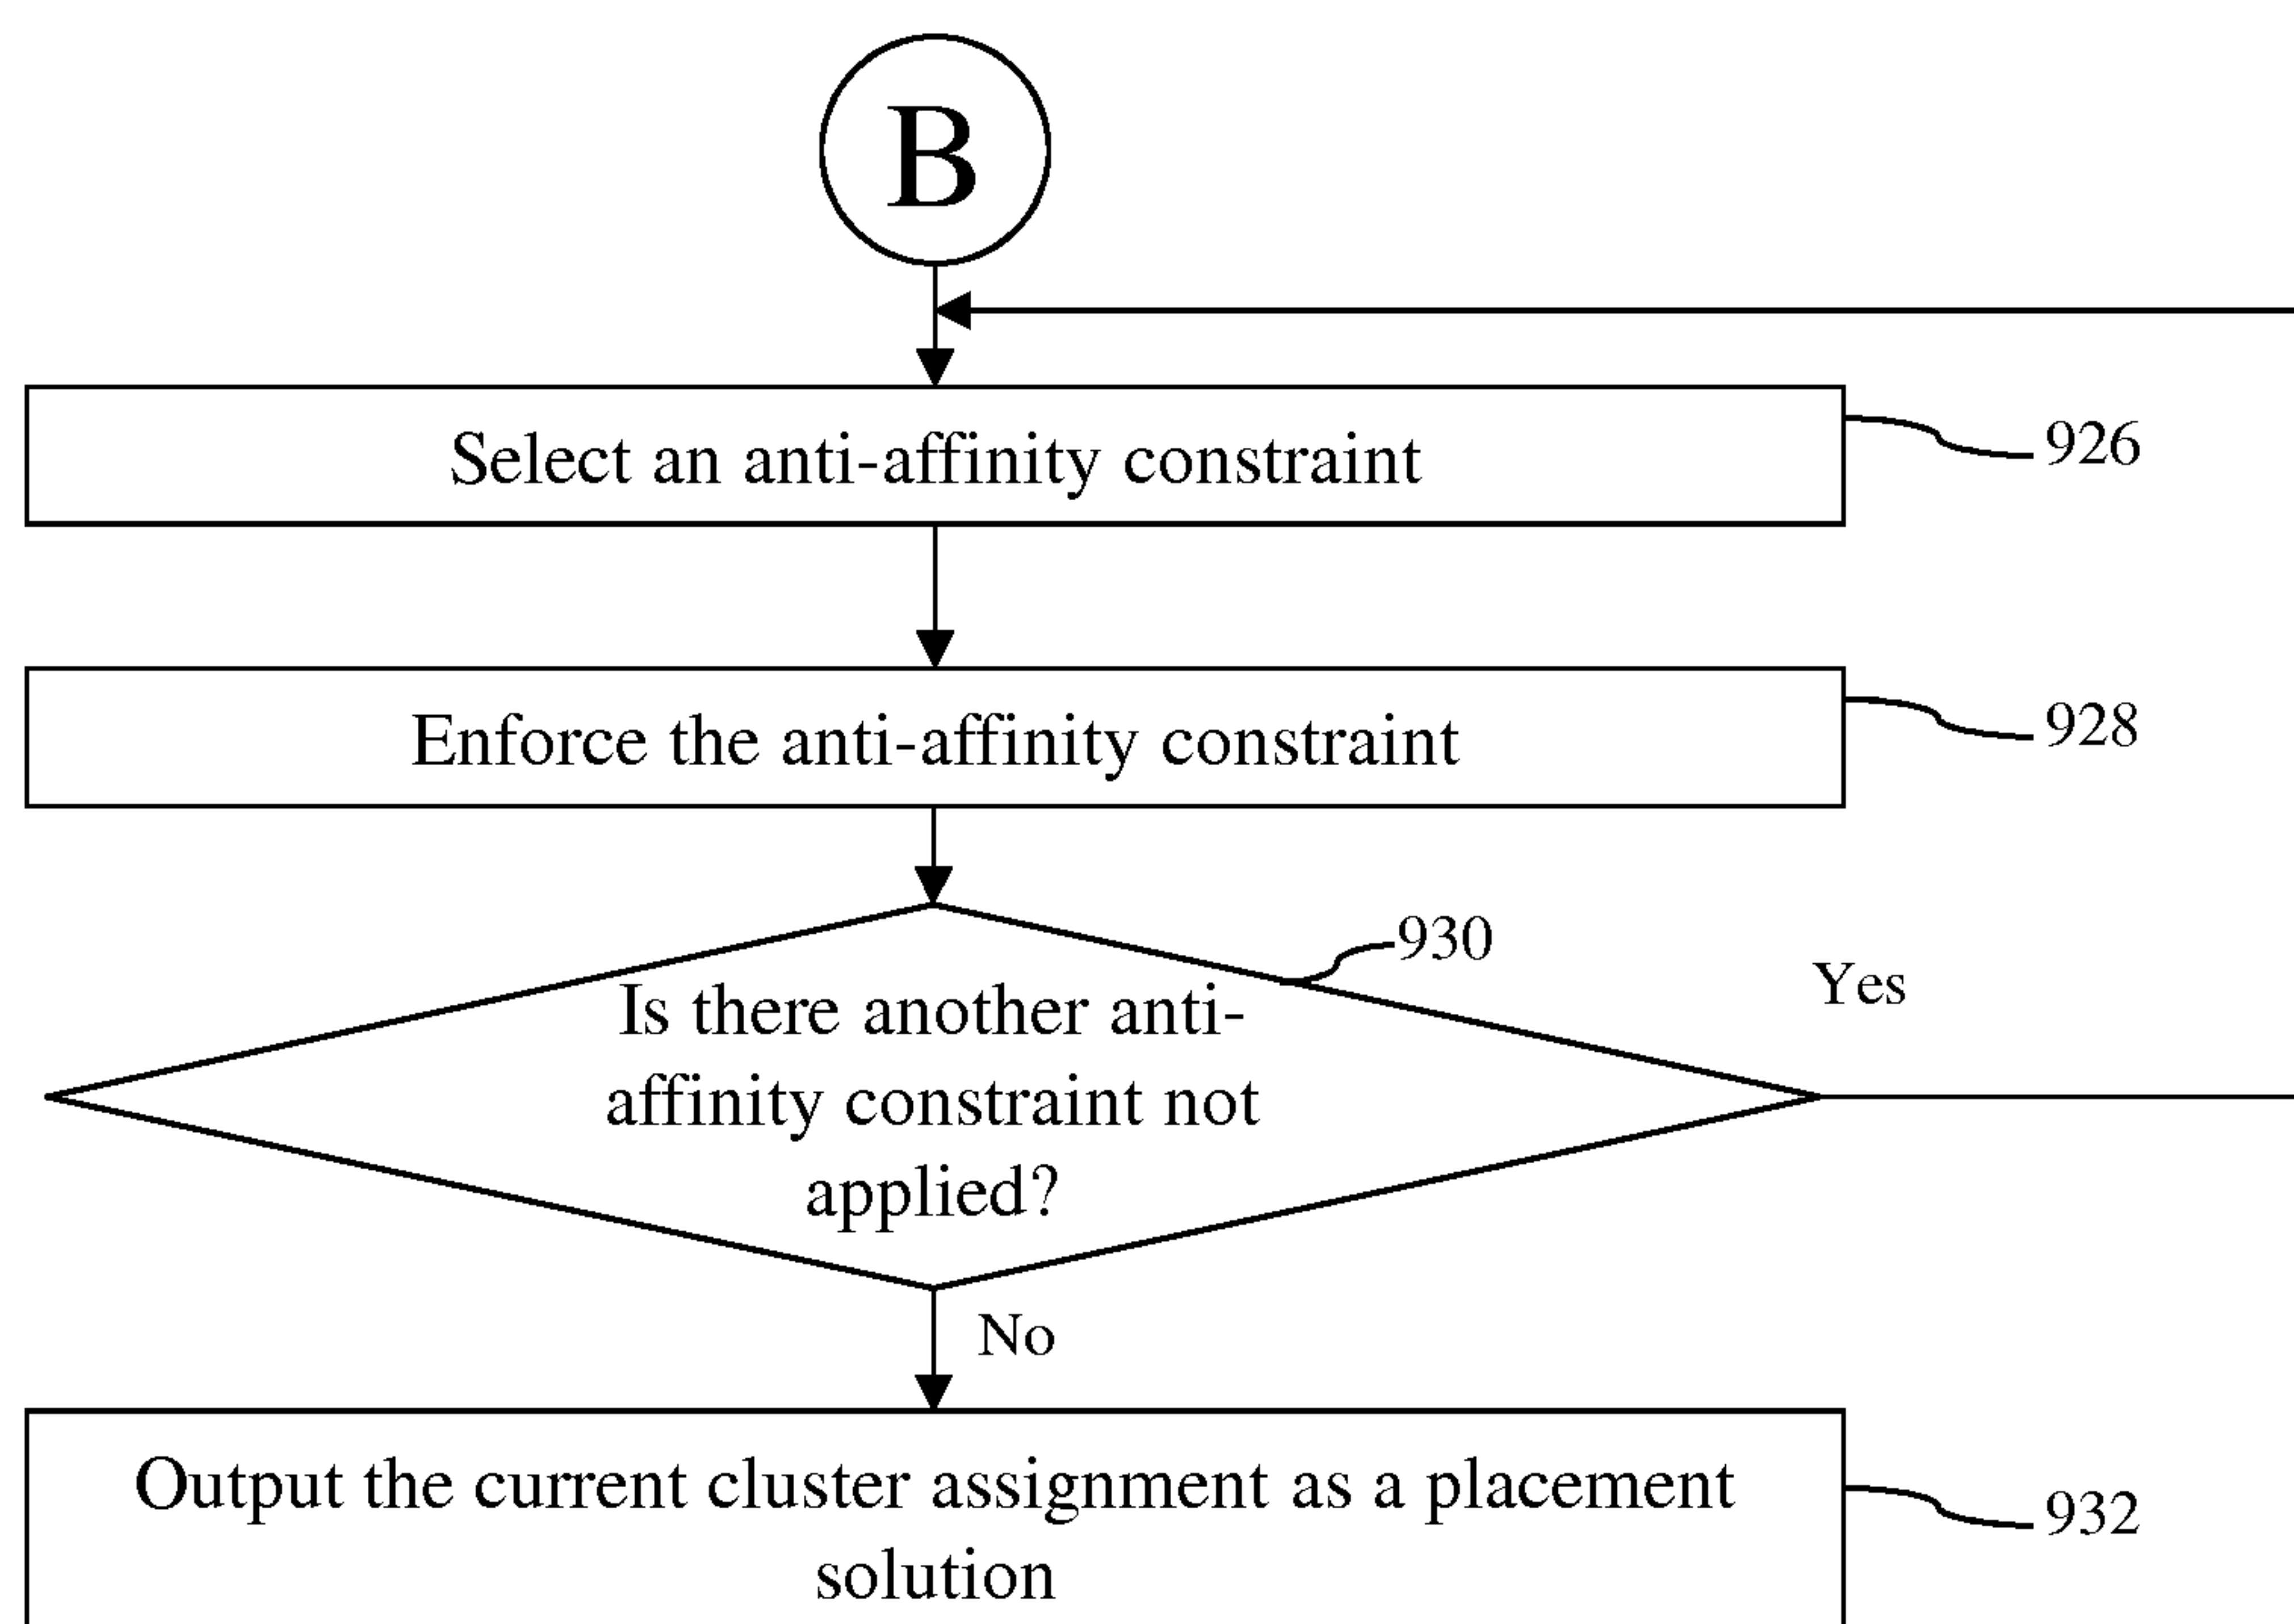 B
Select an anti-affinity constraint
926
Enforce the anti-affinity constraint
928
930
Yes
Is there another anti-
affinity constraint not
applied?
No
Output the current cluster assignment as a placement
solution
932